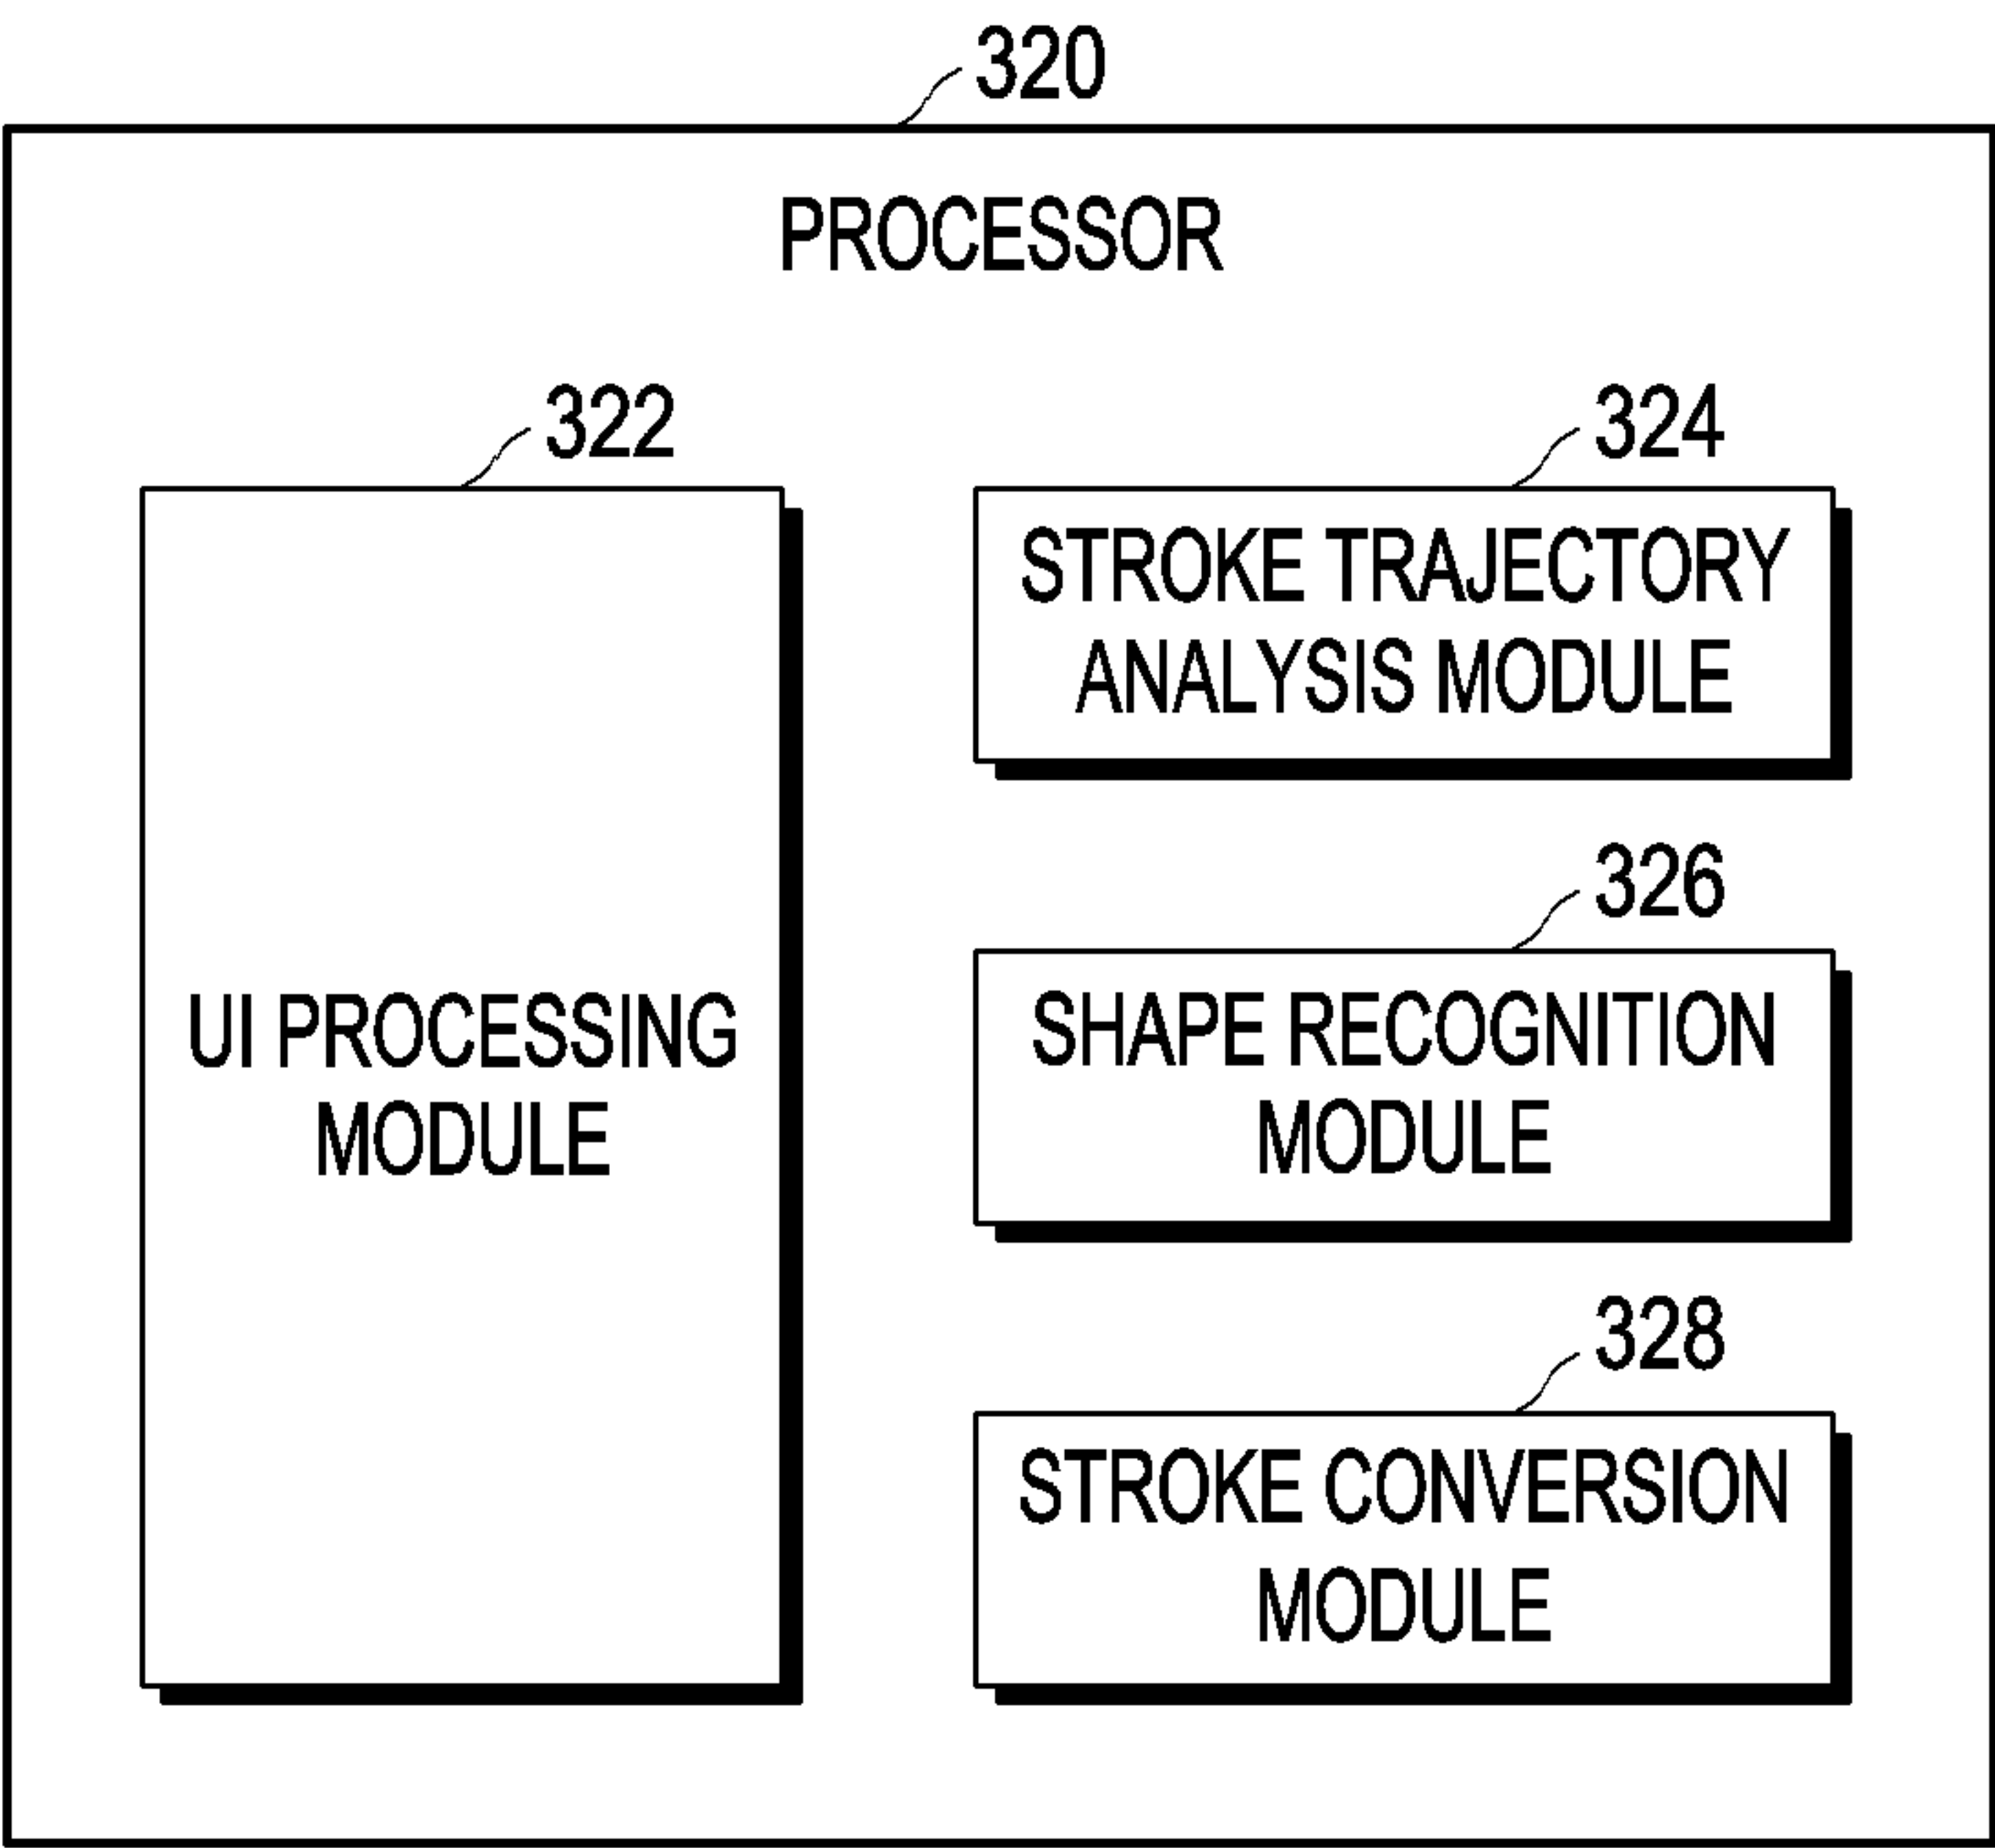 320
PROCESSOR
322
UI PROCESSING
MODULE
324
STROKE TRAJECTORY
ANALYSIS MODULE
326
SHAPE RECOGNITION
MODULE
328
STROKE CONVERSION
MODULE